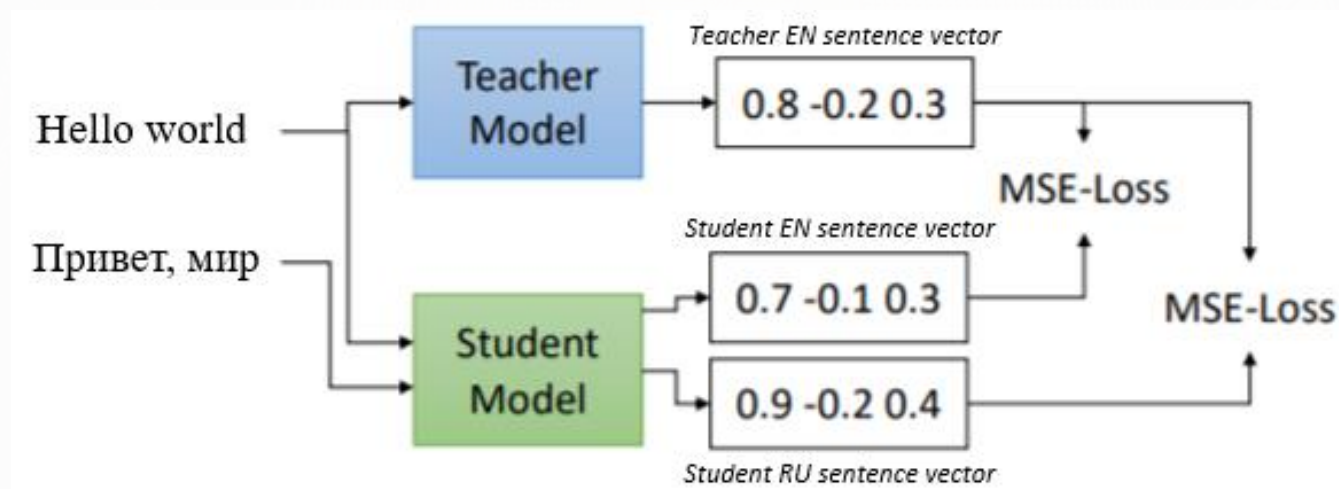 Teacher EN sentence vector
Teacher
Model
0.8 -0.2 0.3
Hello world
MSE-Loss
Student EN sentence vector
Привет, мир
0.7 -0.1 0.3
MSE-Loss
Student
Model
0.9 -0.2 0.4
Student RU sentence vector